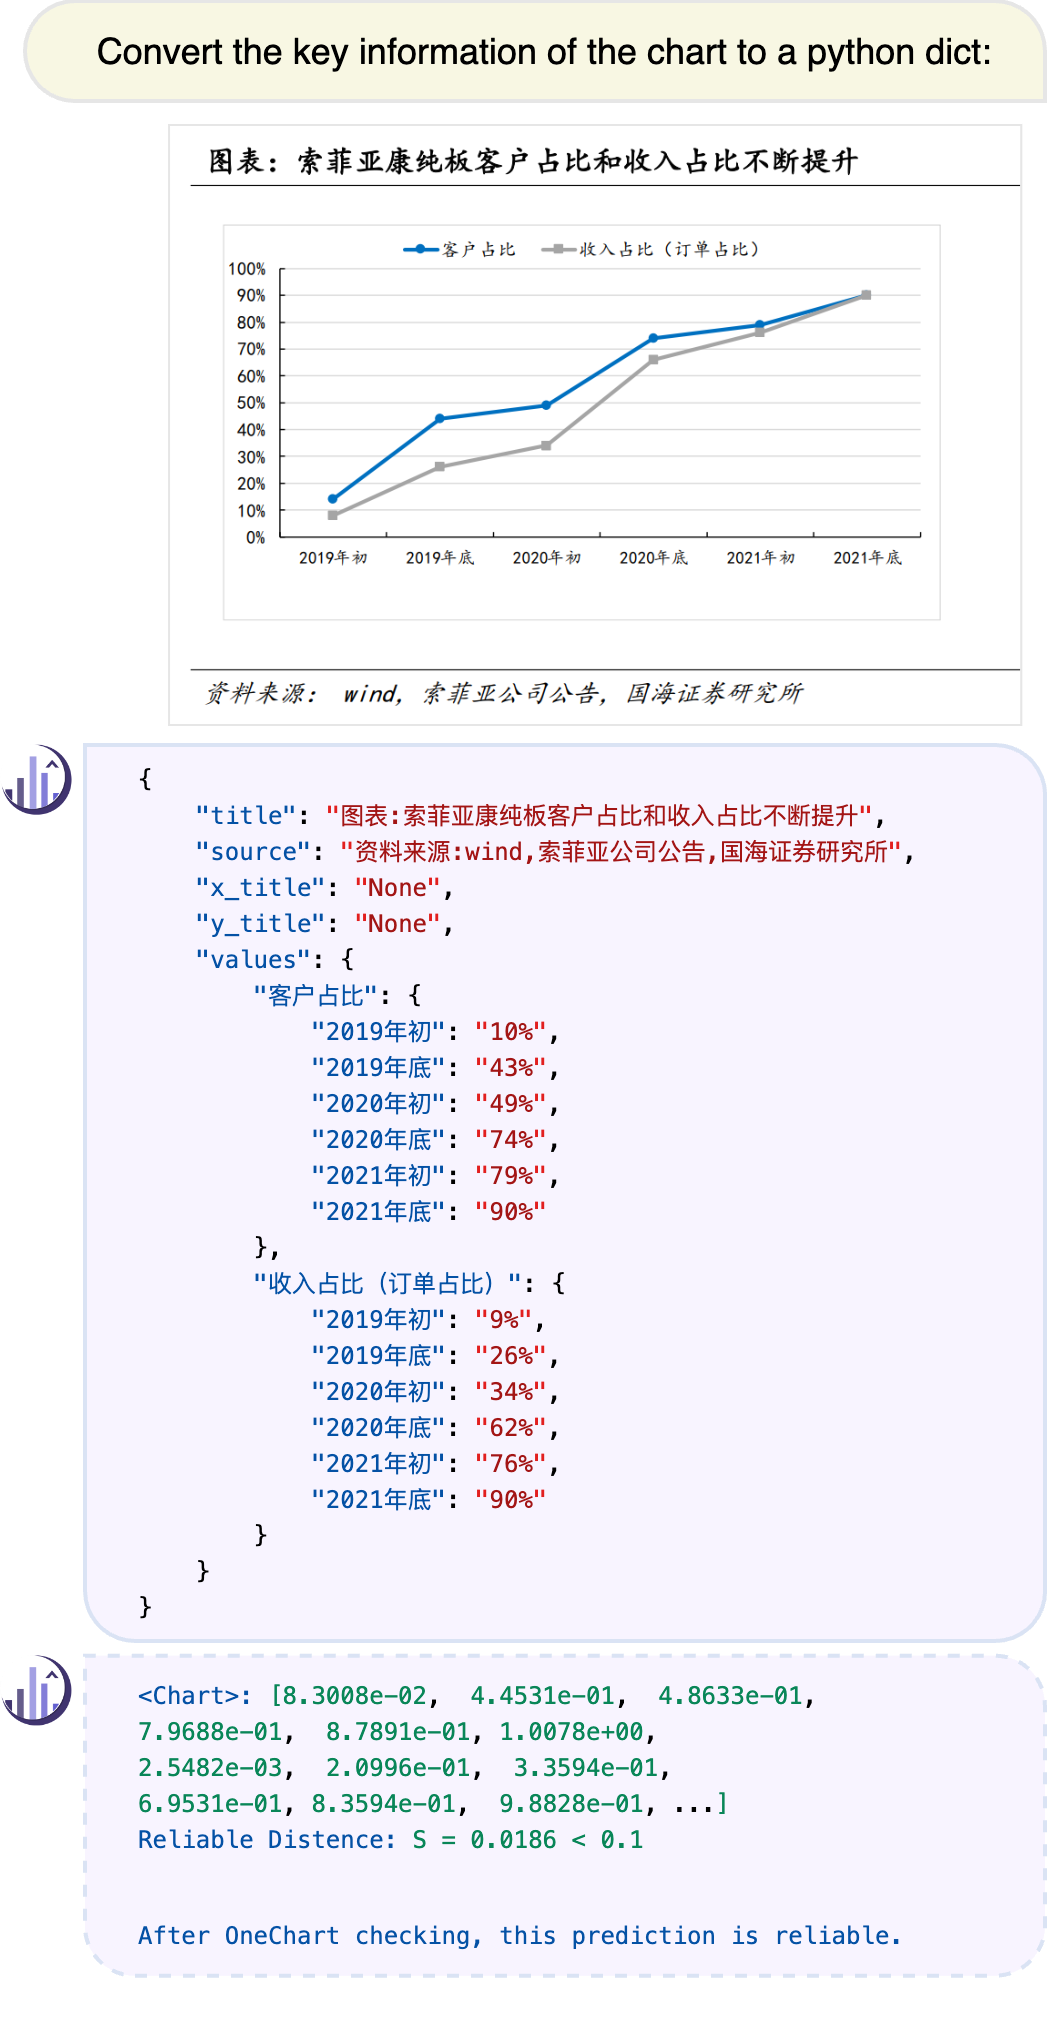 Convert the key information of the chart to a python dict:
图表：索菲亚康纯板客户占比和收入占比不断提升
客户占比 收入占比（订单占比）
100%
90%
80%
70%
60%
50%
40%
30%
20%
10%
0%
2019年初 2019年底 2020年初 2020年底 2021年初 2021年底
资料来源： wind, 索菲亚公司公告, 国海证券研究所
{
"title": "图表:索菲亚康纯板客户占比和收入占比不断提升",
"source": "资料来源:wind,索菲亚公司公告,国海证券研究所",
"x_title": "None",
"y_title": "None",
"values": {
"客户占比": {
"2019年初": "10%",
"2019年底": "43%",
"2020年初": "49%",
"2020年底": "74%",
"2021年初": "79%",
"2021年底": "90%"
},
"收入占比（订单占比）": {
"2019年初": "9%",
"2019年底": "26%",
"2020年初": "34%",
"2020年底": "62%",
"2021年初": "76%",
"2021年底": "90%"
}
}
}
<Chart>: [8.3008e-02, 4.4531e-01, 4.8633e-01,
7.9688e-01, 8.7891e-01, 1.0078e+00,
2.5482e-03, 2.0996e-01, 3.3594e-01,
6.9531e-01, 8.3594e-01, 9.8828e-01, ...]
Reliable Distence: S = 0.0186 < 0.1
After OneChart checking, this prediction is reliable.